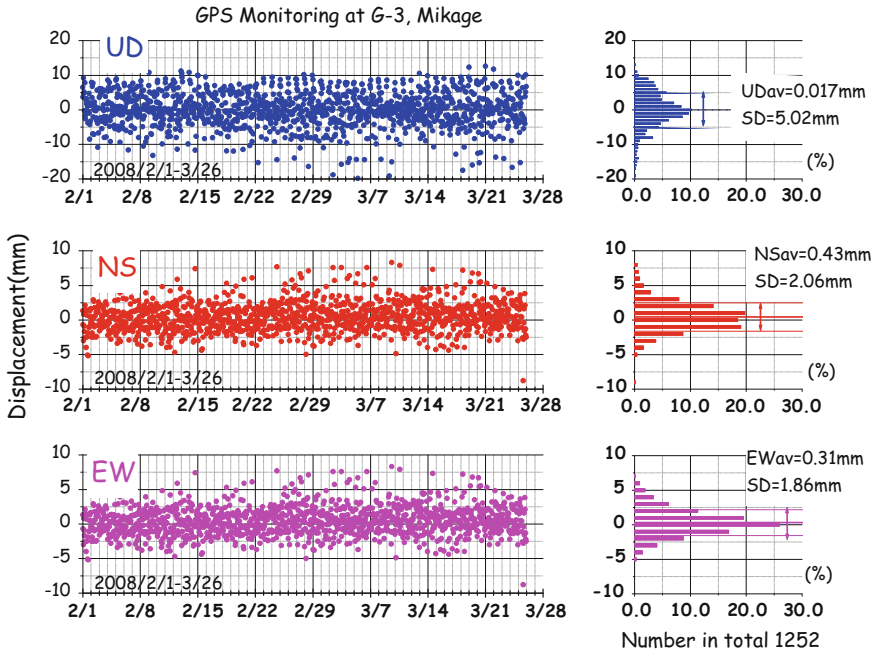 GPS Monitoring at G-3, Mikage
20
10
0
-10
-20
UD
2008/2/1-3/26
2/1 2/8 2/15 2/22 2/29 3/7 3/14 3/21 3/28
20
10
0
-10
-20
UDav=0.017mm
SD=5.02mm
(%)
0.0 10.0 20.0 30.0
Displacement(mm)
10
5
0
-5
-10
NS
2008/2/1-3/26
2/1 2/8 2/15 2/22 2/29 3/7 3/14 3/21 3/28
10
5
0
-5
-10
NSav=0.43mm
SD=2.06mm
(%)
0.0 10.0 20.0 30.0
10
5
0
-5
-10
EW
2008/2/1-3/26
2/1 2/8 2/15 2/22 2/29 3/7 3/14 3/21 3/28
10
5
0
-5
-10
EWav=0.31mm
SD=1.86mm
(%)
0.0 10.0 20.0 30.0
Number in total 1252